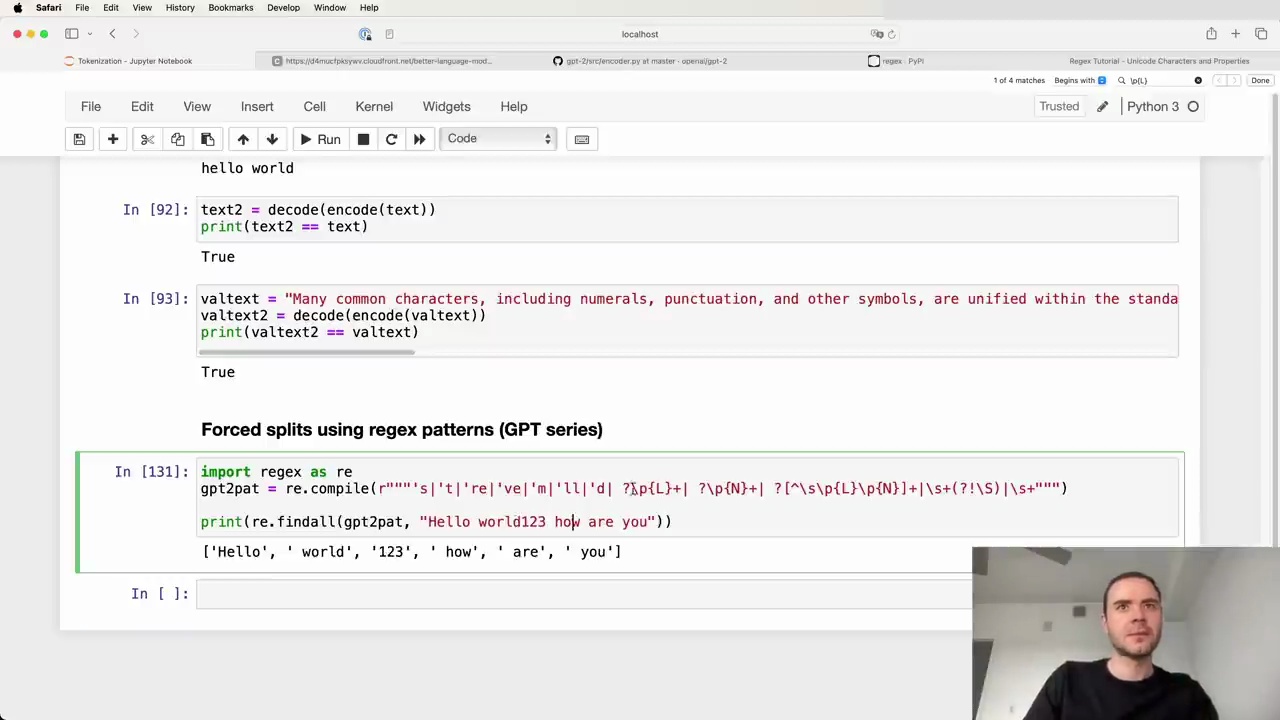 Safari File Edit View History Bookmarks Develop Window Help
localhost
Tokenization - Jupyter Notebook
https://d4mucfpksywv.cloudfront.net/better-language-mod...
gpt-2/src/encoder.py at master · openai/gpt-2
regex · PyPI
Regex Tutorial - Unicode Characters and Properties
1 of 4 matches Begins with \p{L} Done
File Edit View Insert Cell Kernel Widgets Help Trusted Python 3
Run Code
hello world
In [92]: text2 = decode(encode(text))
print(text2 == text)
True
In [93]: valtext = "Many common characters, including numerals, punctuation, and other symbols, are unified within the standa
valtext2 = decode(encode(valtext))
print(valtext2 == valtext)
True
Forced splits using regex patterns (GPT series)
In [131]: import regex as re
gpt2pat = re.compile(r"""'s|'t|'re|'ve|'m|'ll|'d| ?\p{L}+| ?\p{N}+| ?[^\s\p{L}\p{N}]+|\s+(?!\S)|\s+""")
print(re.findall(gpt2pat, "Hello world123 how are you"))
['Hello', ' world', '123', ' how', ' are', ' you']
In [ ]: